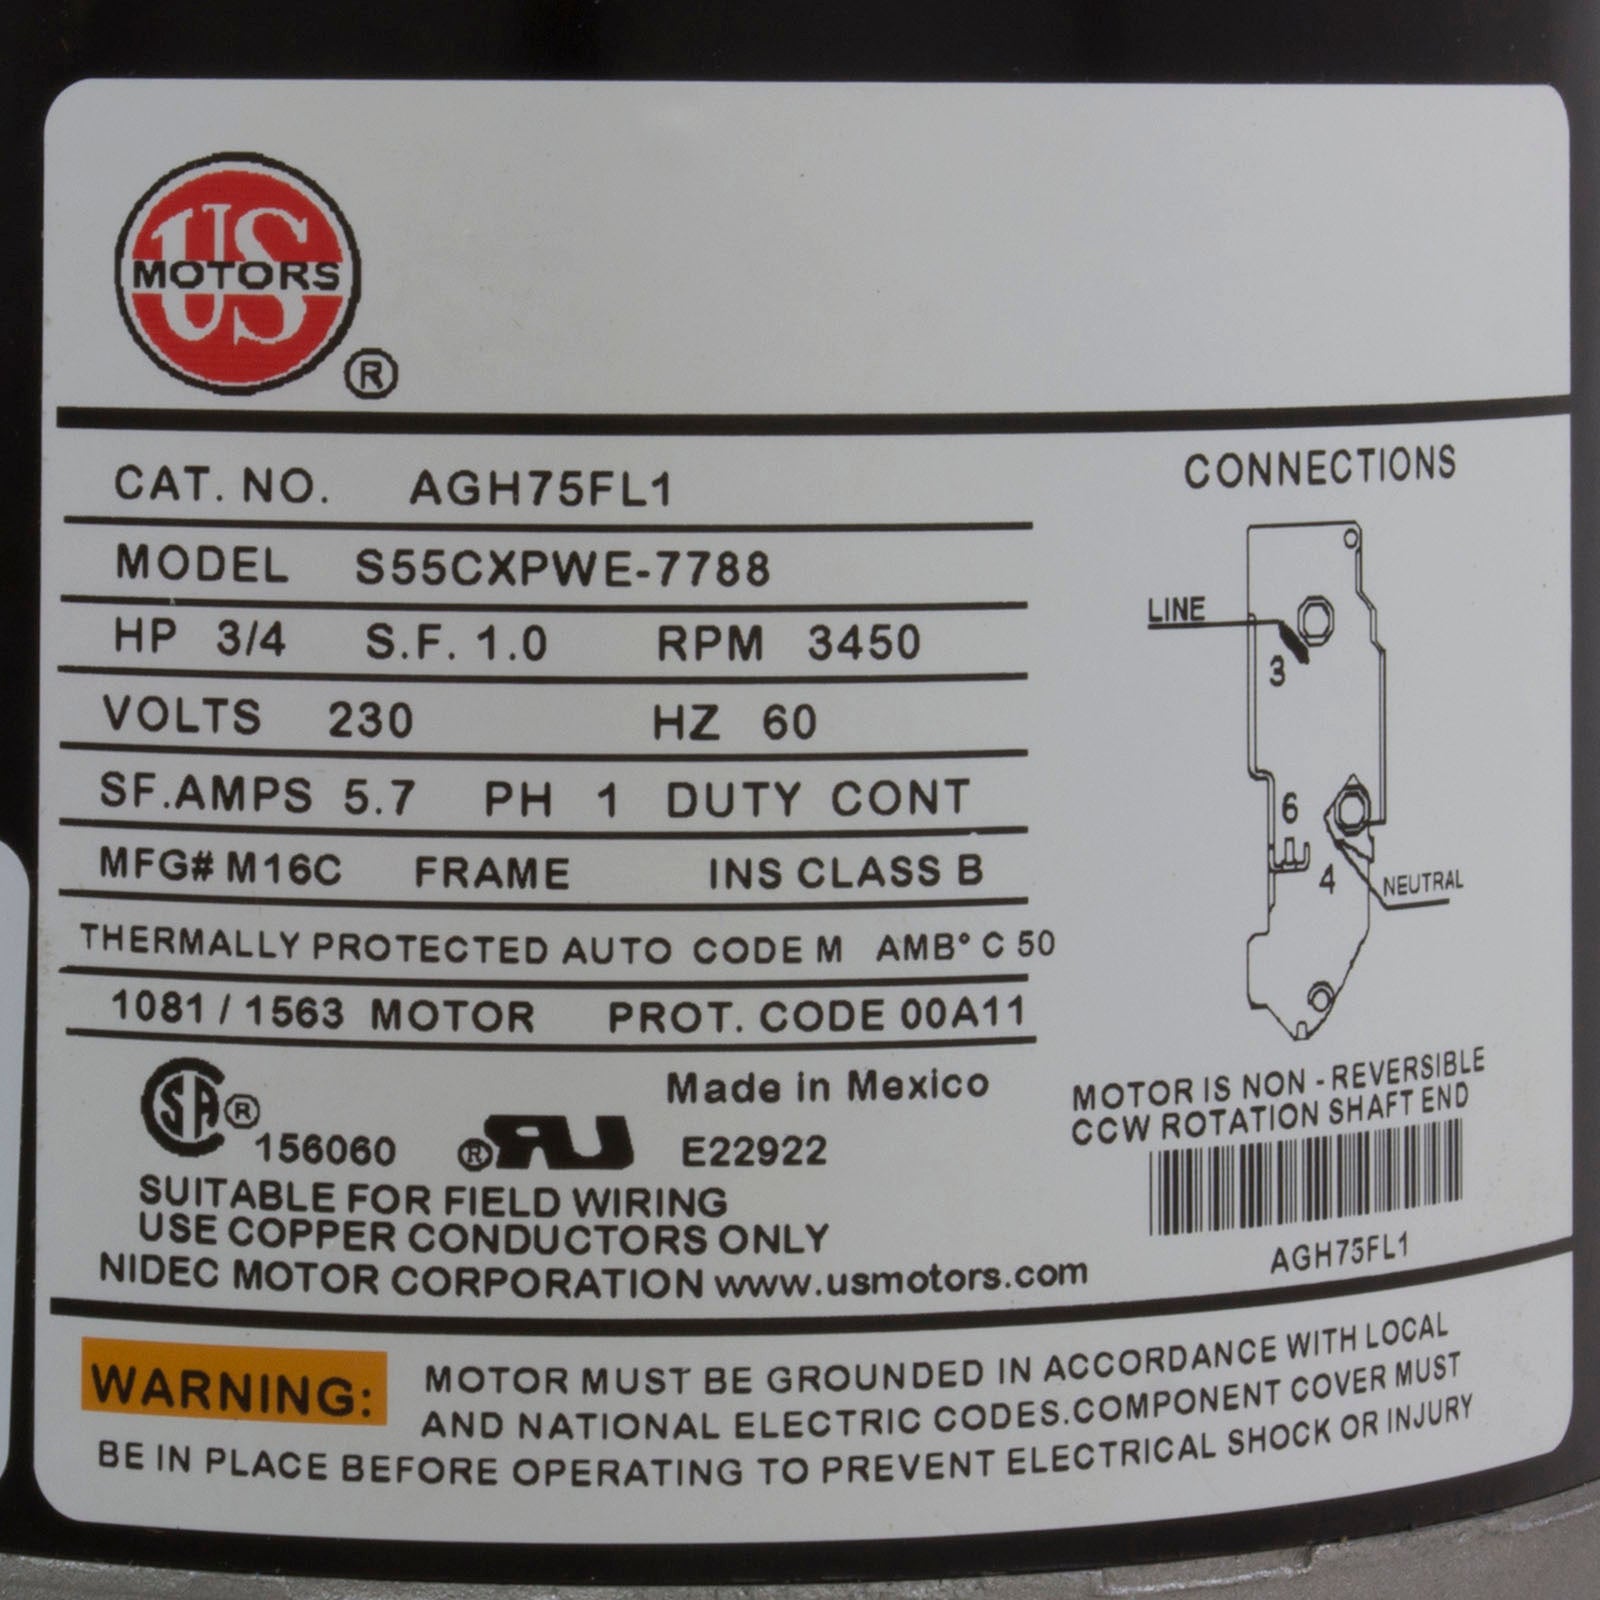 US
MOTORS
®
CAT. NO. AGH75FL1
MODEL S55CXPWE-7788
HP 3/4 S.F. 1.0 RPM 3450
VOLTS 230 HZ 60
SF.AMPS 5.7 PH 1 DUTY CONT
MFG# M16C FRAME INS CLASS B
THERMALLY PROTECTED AUTO CODE M AMB° C 50
1081 / 1563 MOTOR PROT. CODE 00A11
CONNECTIONS
LINE
3
6
4
NEUTRAL
MOTOR IS NON - REVERSIBLE
CCW ROTATION SHAFT END
AGH75FL1
Made in Mexico
SA ® 156060 ® RU E22922
SUITABLE FOR FIELD WIRING
USE COPPER CONDUCTORS ONLY
NIDEC MOTOR CORPORATION www.usmotors.com
WARNING: MOTOR MUST BE GROUNDED IN ACCORDANCE WITH LOCAL
AND NATIONAL ELECTRIC CODES.COMPONENT COVER MUST
BE IN PLACE BEFORE OPERATING TO PREVENT ELECTRICAL SHOCK OR INJURY